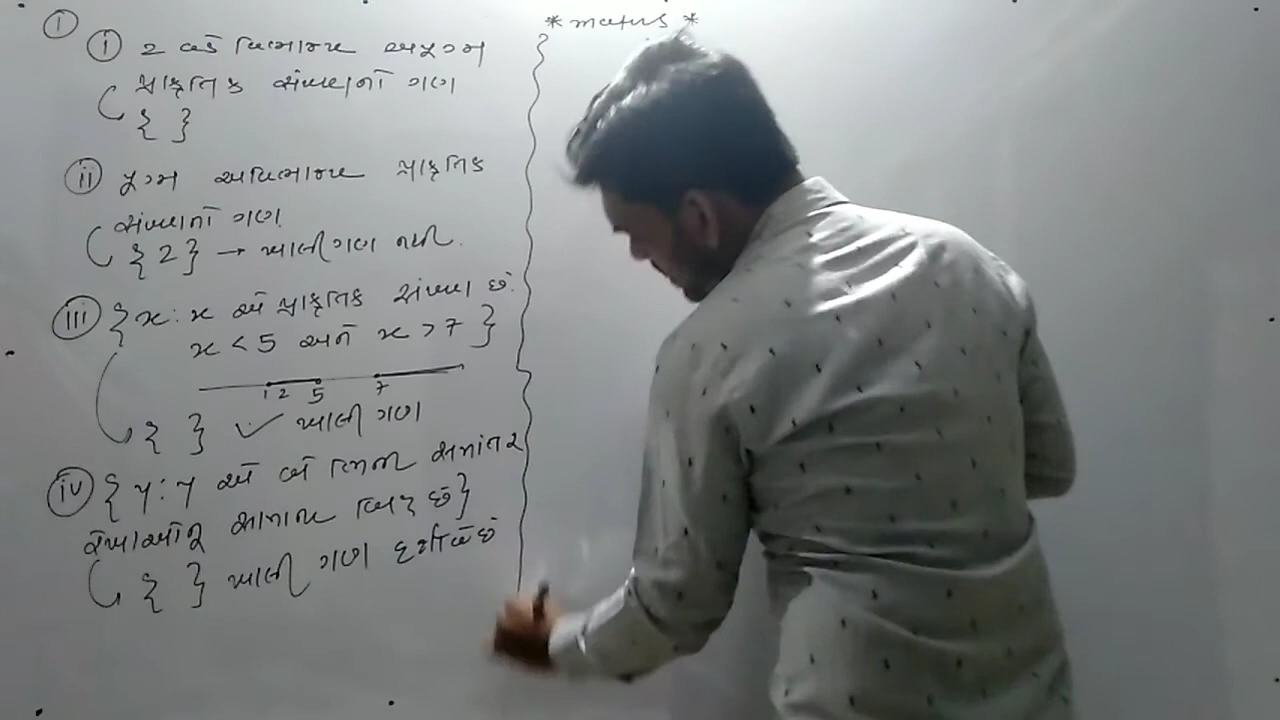 * maths *
①
ⓘ 2 વડે વિભાજ્ય અયુગ્મ
પ્રાકૃતિક સંખ્યાનો ગણ
{ }
ii યુગ્મ અવિભાજ્ય પ્રાકૃતિક
સંખ્યાનો ગણ.
{2} → ખાલીગણ નથી.
iii {x : x એ પ્રાકૃતિક સંખ્યા છે.
x < 5 અને x > 7 }
1 2 5 7
{ } ✓ ખાલી ગણ
iv {y : y એ બે ભિન્ન સમાંતર
રેખાઓનું સામાન્ય બિંદુ છે}
{ } ખાલી ગણ દર્શાવે છે